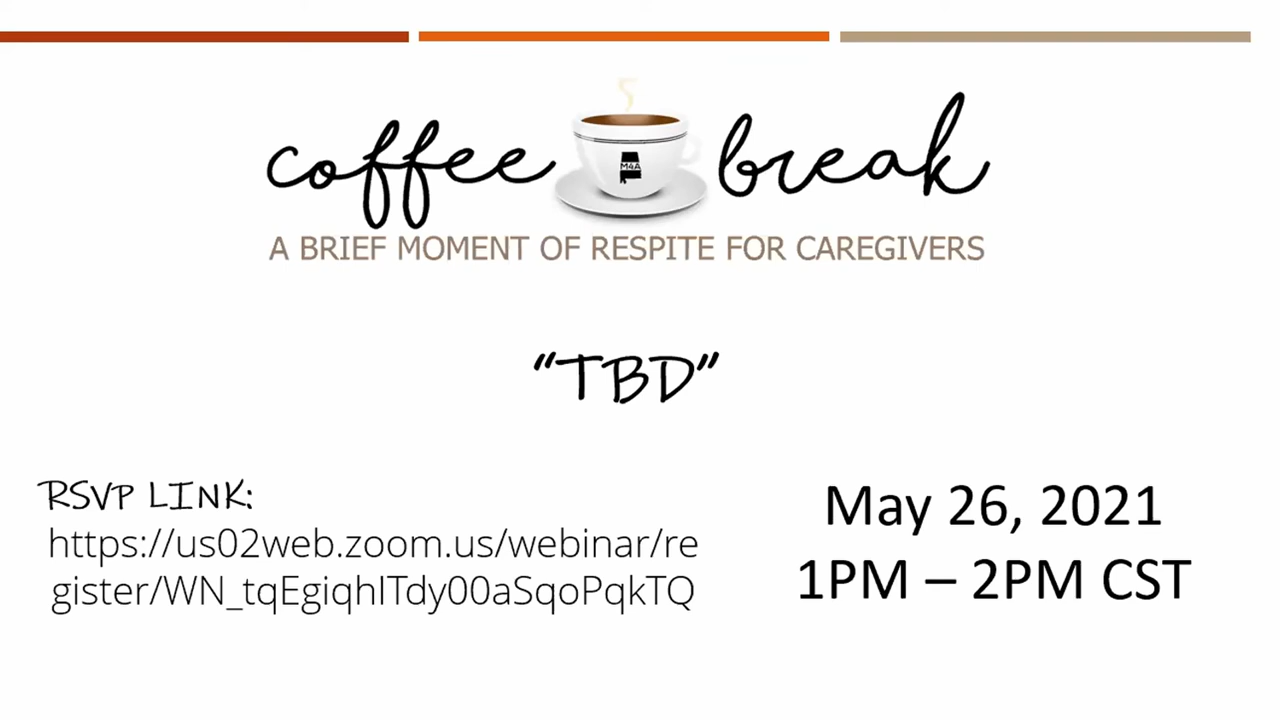 coffee break
M4A
A BRIEF MOMENT OF RESPITE FOR CAREGIVERS
“TBD”
RSVP LINK:
https://us02web.zoom.us/webinar/re
gister/WN_tqEgiqhITdy00aSqoPqkTQ
May 26, 2021
1PM – 2PM CST